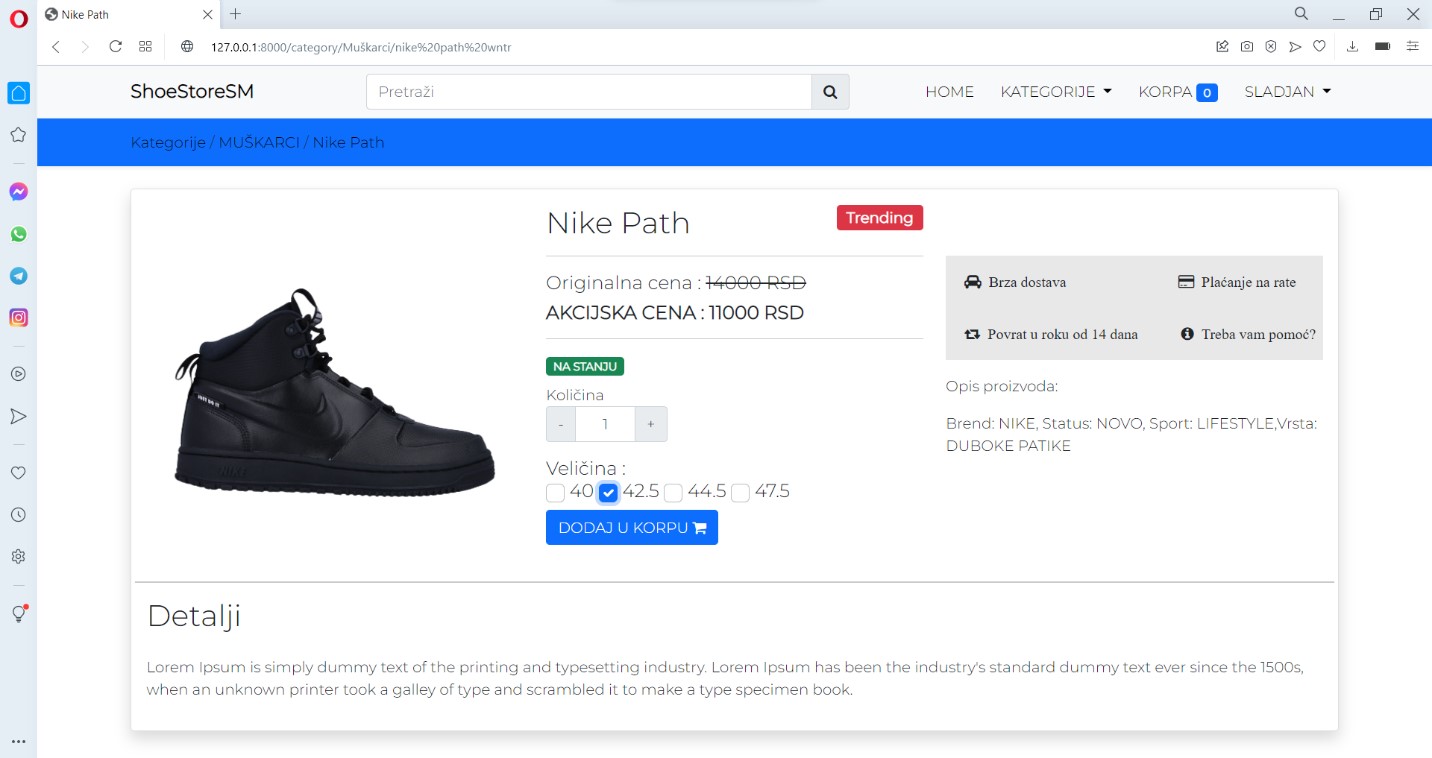 Nike Path
127.0.0.1:8000/category/Muškarci/nike%20path%20wntr
ShoeStoreSM
Pretraži
HOME
KATEGORIJE
KORPA 0
SLADJAN
Kategorije / MUŠKARCI / Nike Path
Nike Path
Trending
Originalna cena : 14000 RSD
AKCIJSKA CENA : 11000 RSD
NA STANJU
Količina
- 1 +
Veličina :
40 42.5 44.5 47.5
DODAJ U KORPU
Brza dostava
Plaćanje na rate
Povrat u roku od 14 dana
Treba vam pomoć?
Opis proizvoda:
Brend: NIKE, Status: NOVO, Sport: LIFESTYLE,Vrsta:
DUBOKE PATIKE
Detalji
Lorem Ipsum is simply dummy text of the printing and typesetting industry. Lorem Ipsum has been the industry's standard dummy text ever since the 1500s,
when an unknown printer took a galley of type and scrambled it to make a type specimen book.